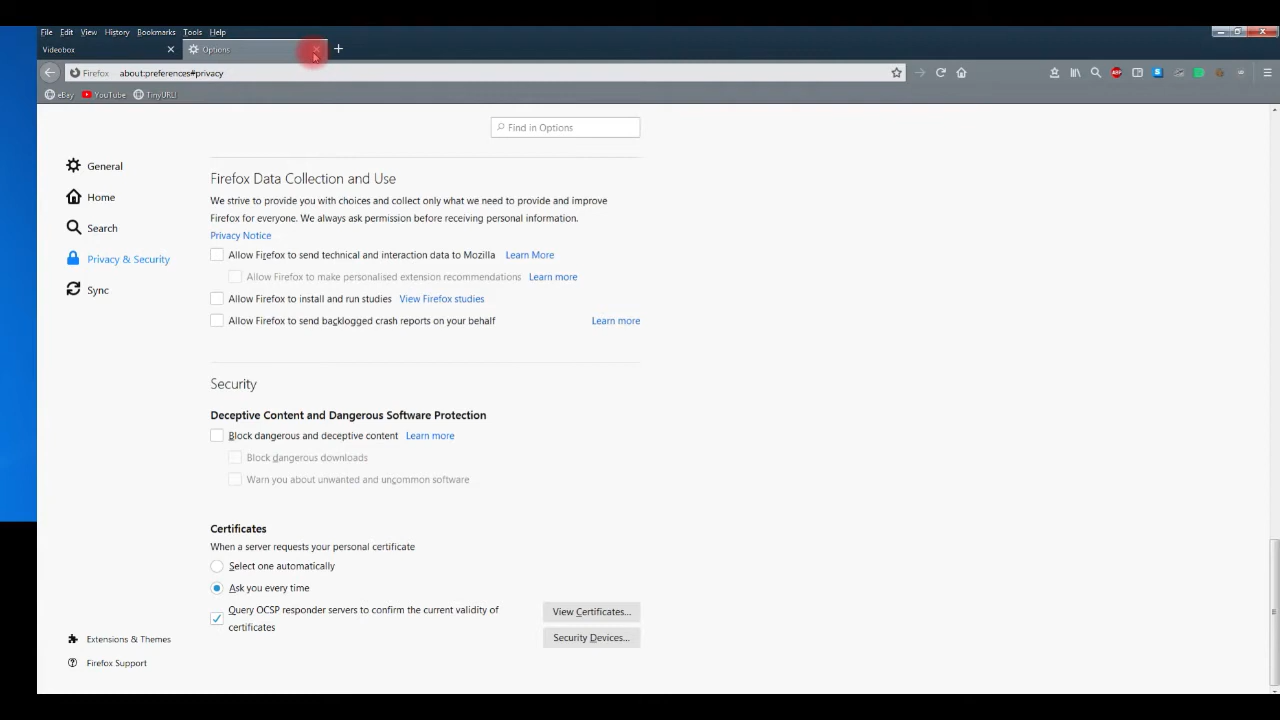 File Edit View History Bookmarks Tools Help
Videobox Options
Firefox about:preferences#privacy
eBay YouTube TinyURL!
Find in Options
General
Home
Search
Privacy & Security
Sync
Extensions & Themes
Firefox Support
Firefox Data Collection and Use
We strive to provide you with choices and collect only what we need to provide and improve
Firefox for everyone. We always ask permission before receiving personal information.
Privacy Notice
Allow Firefox to send technical and interaction data to Mozilla Learn More
Allow Firefox to make personalised extension recommendations Learn more
Allow Firefox to install and run studies View Firefox studies
Allow Firefox to send backlogged crash reports on your behalf Learn more
Security
Deceptive Content and Dangerous Software Protection
Block dangerous and deceptive content Learn more
Block dangerous downloads
Warn you about unwanted and uncommon software
Certificates
When a server requests your personal certificate
Select one automatically
Ask you every time
Query OCSP responder servers to confirm the current validity of
certificates
View Certificates...
Security Devices...